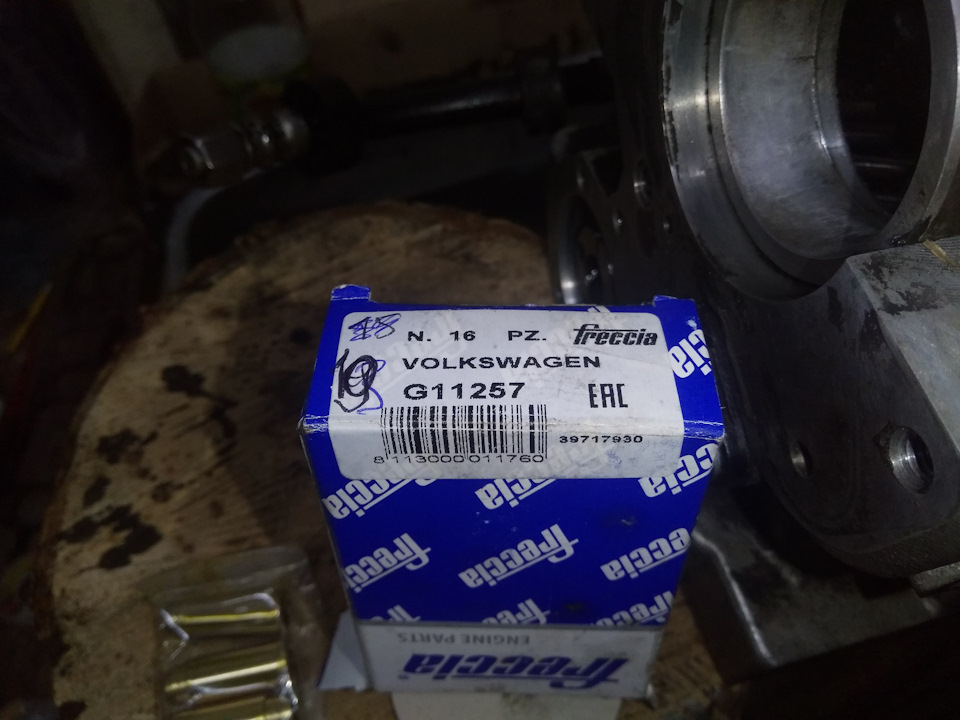 18 N. 16 PZ. freccia
VOLKSWAGEN
G11257 EAC
39717930
8 113000 011760
freccia freccia freccia
freccia freccia freccia
ENGINE PARTS
freccia